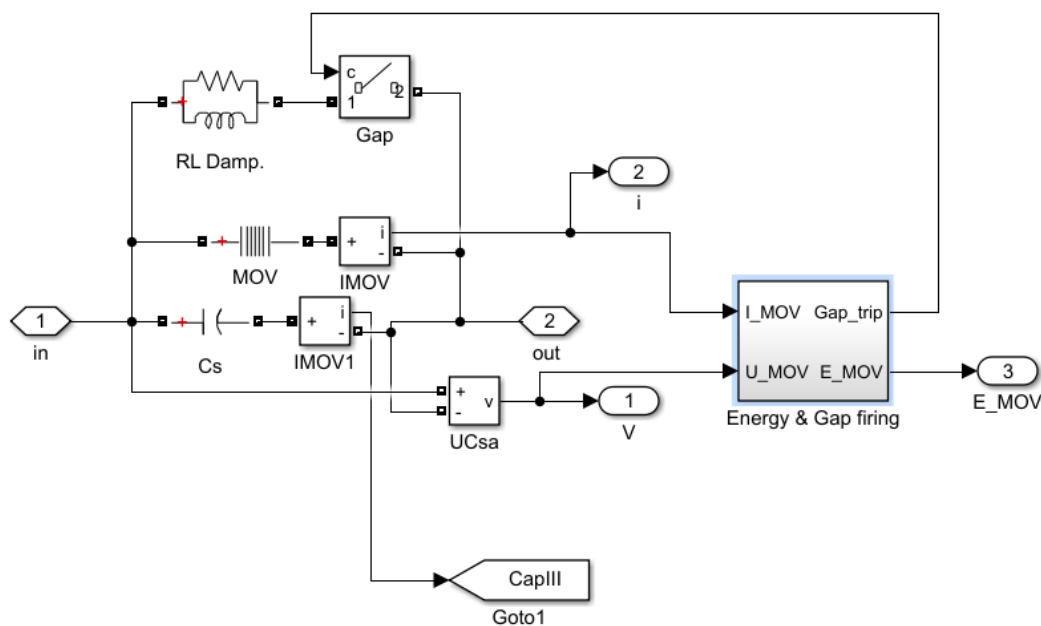 c
1
2
Gap
RL Damp.
2
i
+
i
-
MOV
IMOV
1
in
+
i
-
Cs
IMOV1
2
out
I_MOV
Gap_trip
U_MOV
E_MOV
Energy & Gap firing
3
E_MOV
+
-
v
UCsa
1
V
CapIII
Goto1